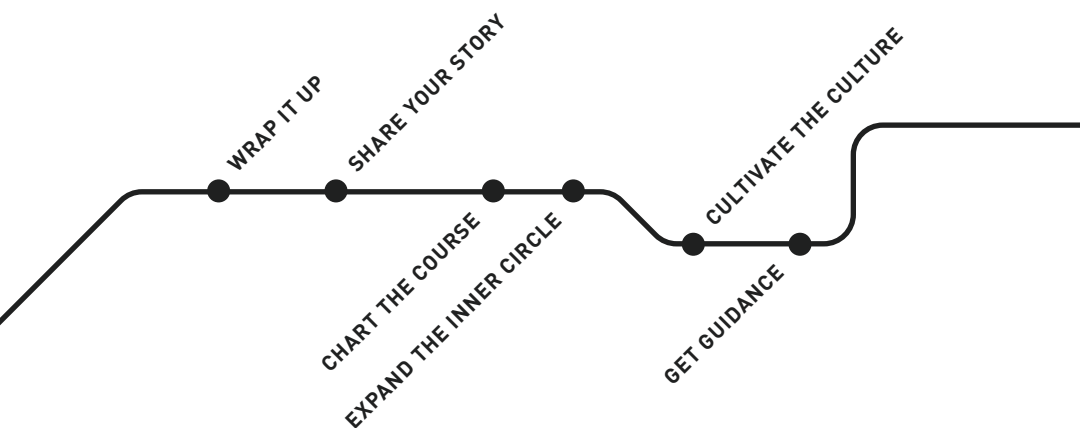 WRAP IT UP
SHARE YOUR STORY
CHART THE COURSE
EXPAND THE INNER CIRCLE
CULTIVATE THE CULTURE
GET GUIDANCE